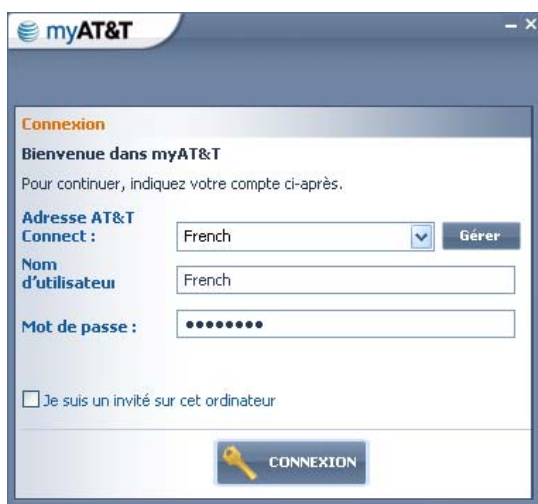 myAT&T
Connexion
Bienvenue dans myAT&T
Pour continuer, indiquez votre compte ci-après.
Adresse AT&T
Connect :
French
Gérer
Nom
d'utilisateur
French
Mot de passe :
••••••••
Je suis un invité sur cet ordinateur
CONNEXION